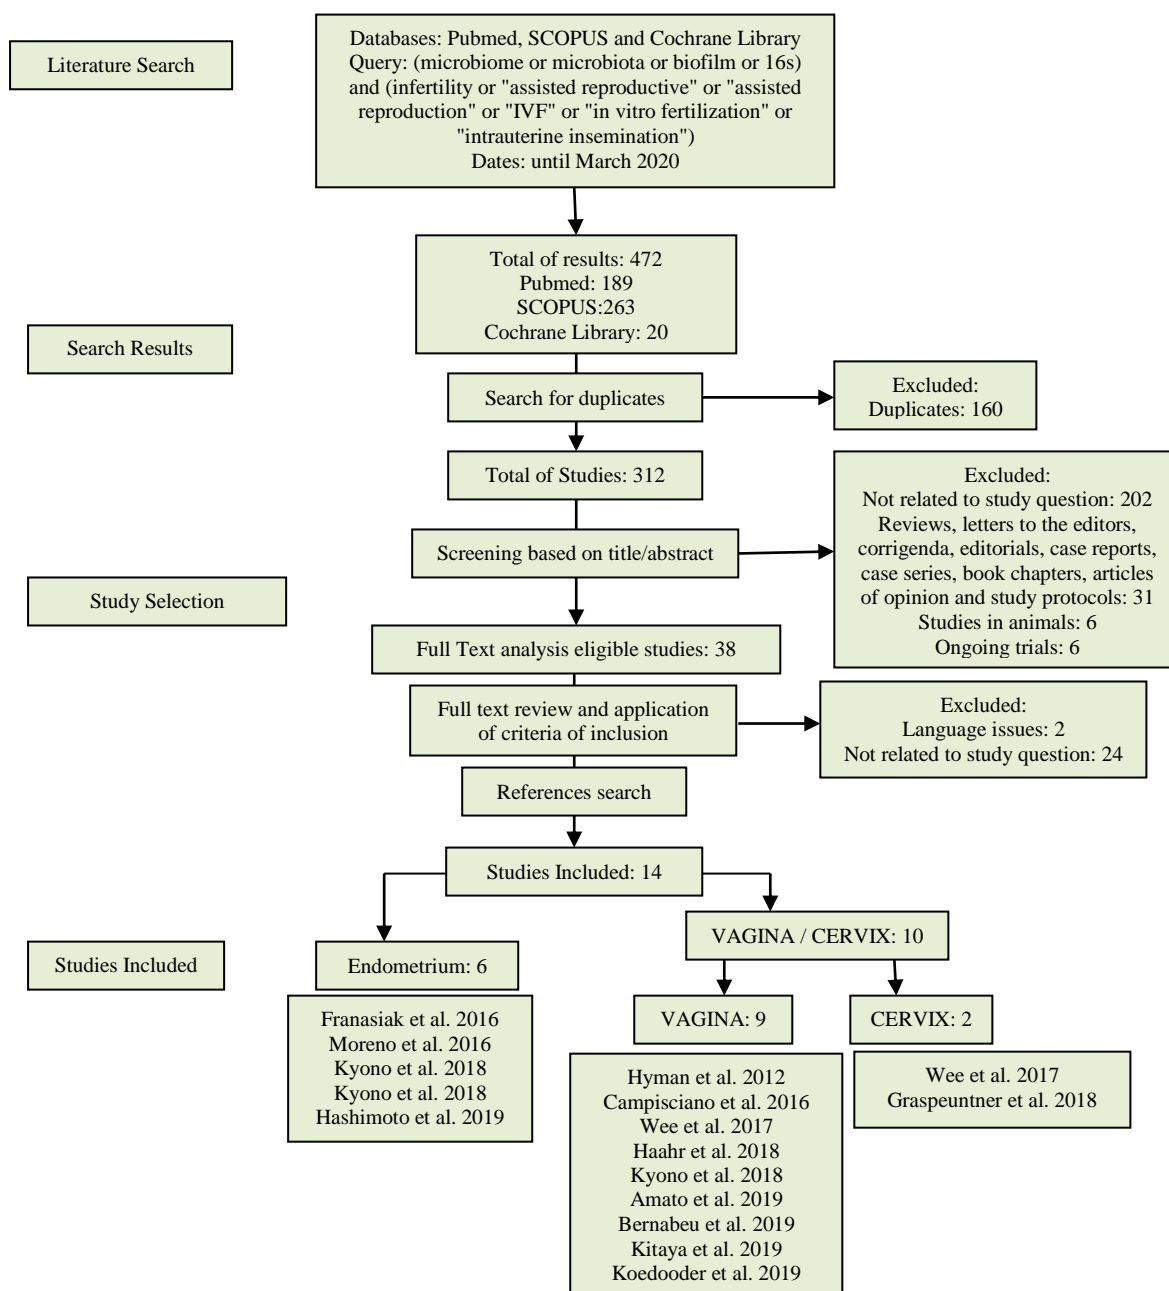 Literature Search
Databases: Pubmed, SCOPUS and Cochrane Library
Query: (microbiome or microbiota or biofilm or 16s)
and (infertility or "assisted reproductive" or "assisted
reproduction" or "IVF" or "in vitro fertilization" or
"intrauterine insemination")
Dates: until March 2020
Total of results: 472
Pubmed: 189
SCOPUS:263
Cochrane Library: 20
Search Results
Search for duplicates
Excluded:
Duplicates: 160
Total of Studies: 312
Screening based on title/abstract
Excluded:
Not related to study question: 202
Reviews, letters to the editors,
corrigenda, editorials, case reports,
case series, book chapters, articles
of opinion and study protocols: 31
Studies in animals: 6
Ongoing trials: 6
Study Selection
Full Text analysis eligible studies: 38
Full text review and application
of criteria of inclusion
Excluded:
Language issues: 2
Not related to study question: 24
References search
Studies Included: 14
Studies Included
Endometrium: 6
Franasiak et al. 2016
Moreno et al. 2016
Kyono et al. 2018
Kyono et al. 2018
Hashimoto et al. 2019
VAGINA / CERVIX: 10
VAGINA: 9
Hyman et al. 2012
Campisciano et al. 2016
Wee et al. 2017
Haahr et al. 2018
Kyono et al. 2018
Amato et al. 2019
Bernabeu et al. 2019
Kitaya et al. 2019
Koedooder et al. 2019
CERVIX: 2
Wee et al. 2017
Graspeuntner et al. 2018